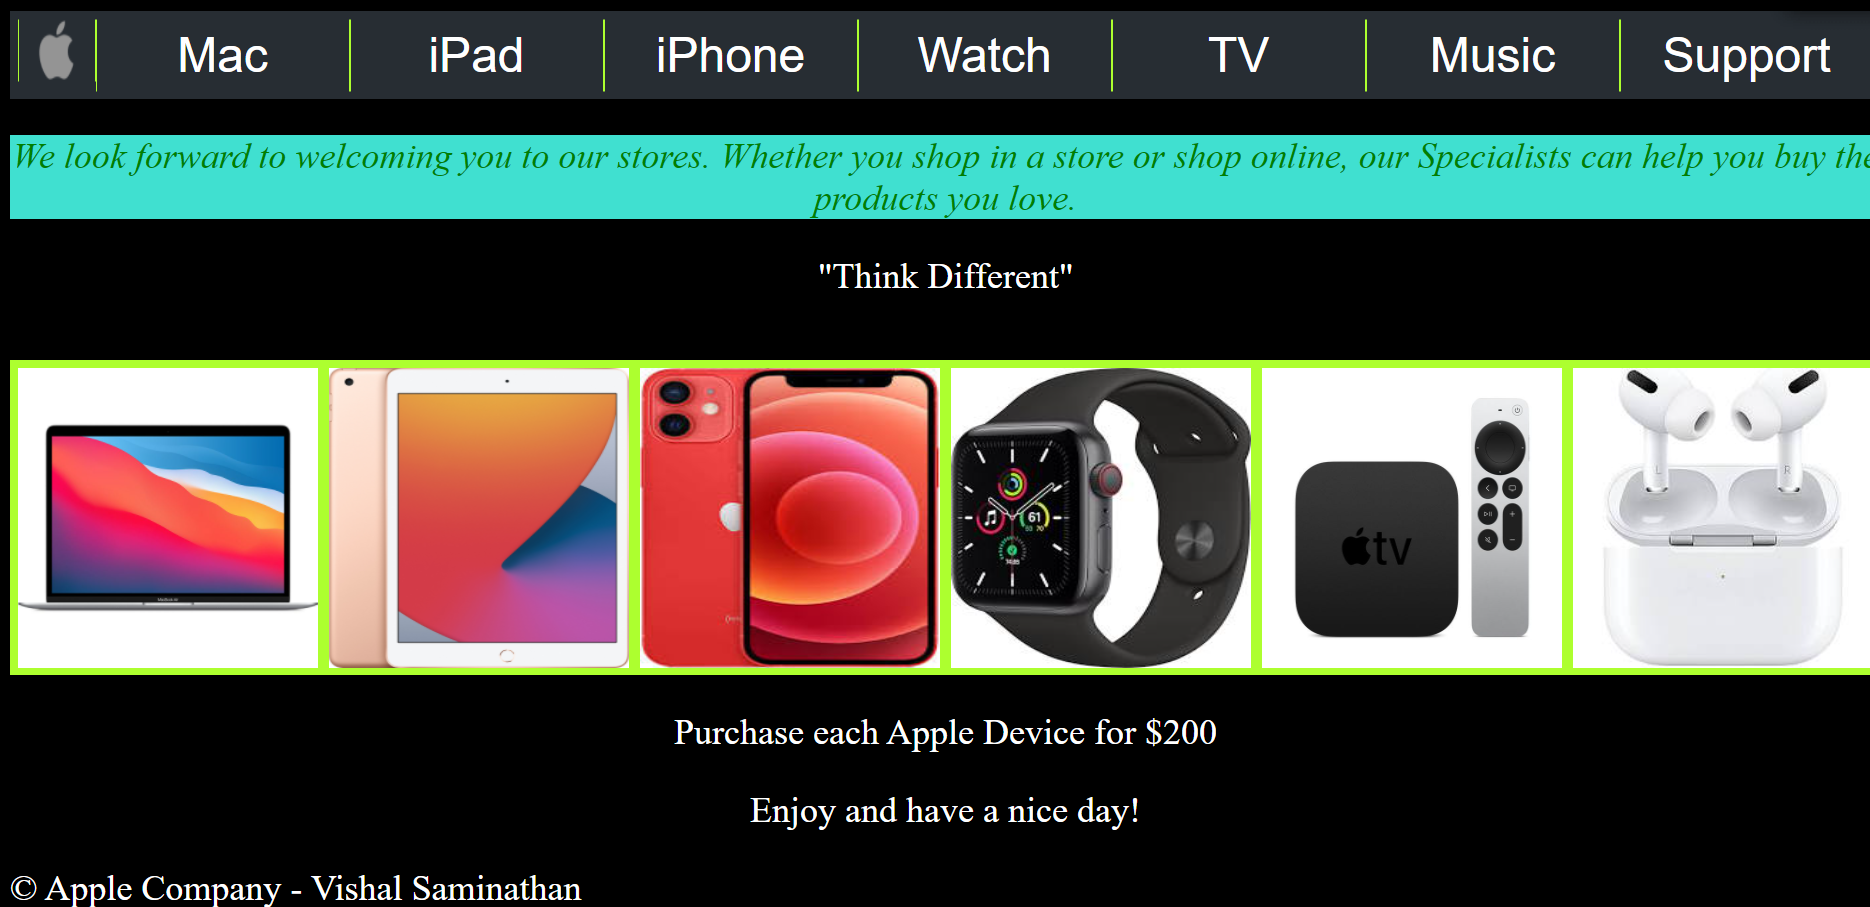 Mac iPad iPhone Watch TV Music Support
We look forward to welcoming you to our stores. Whether you shop in a store or shop online, our Specialists can help you buy the
products you love.
"Think Different"
61
tv
L R
Purchase each Apple Device for $200
Enjoy and have a nice day!
© Apple Company - Vishal Saminathan